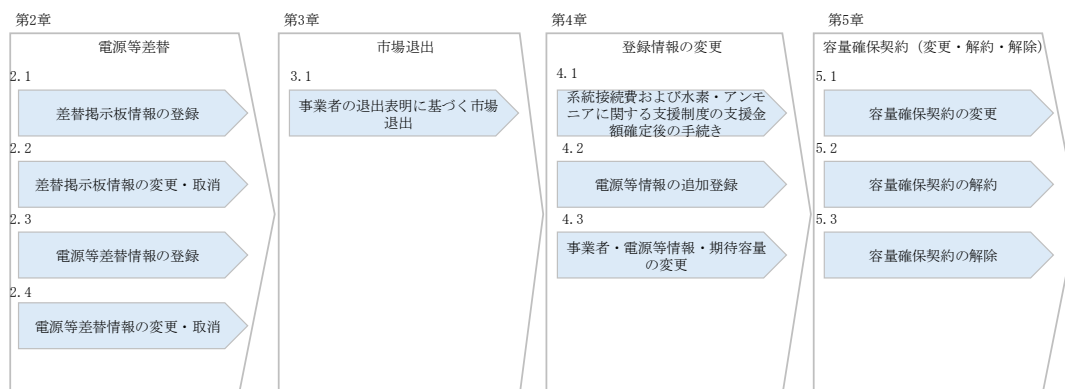 第2章
電源等差替
2.1
差替掲示板情報の登録
2.2
差替掲示板情報の変更・取消
2.3
電源等差替情報の登録
2.4
電源等差替情報の変更・取消
第3章
市場退出
3.1
事業者の退出表明に基づく市場
退出
第4章
登録情報の変更
4.1
系統接続費および水素・アンモ
ニアに関する支援制度の支援金
額確定後の手続き
4.2
電源等情報の追加登録
4.3
事業者・電源等情報・期待容量
の変更
第5章
容量確保契約（変更・解約・解除）
5.1
容量確保契約の変更
5.2
容量確保契約の解約
5.3
容量確保契約の解除